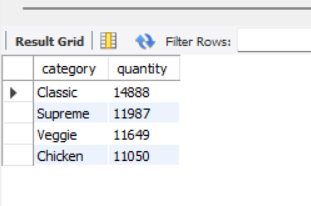 Result Grid Filter Rows:
category quantity
Classic 14888
Supreme 11987
Veggie 11649
Chicken 11050